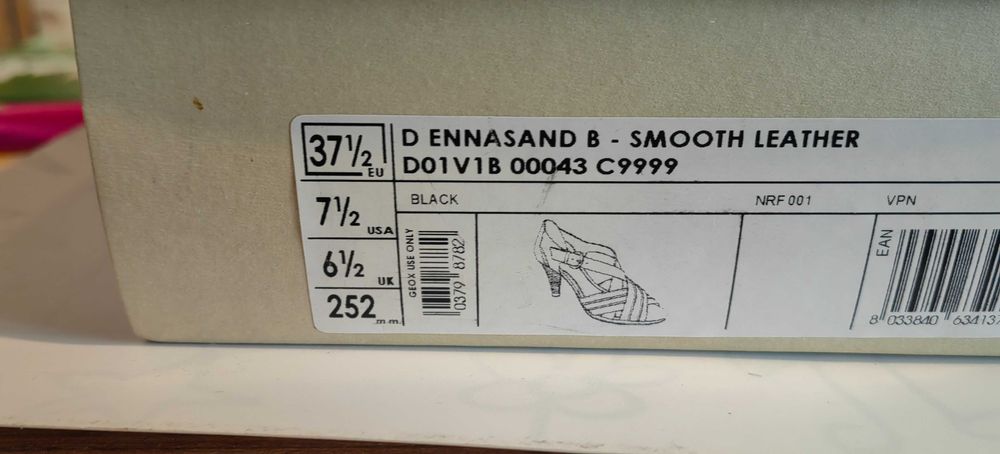 37½ EU
D ENNASAND B - SMOOTH LEATHER
D01V1B 00043 C9999
7½ USA
BLACK
NRF 001
VPN
6½ UK
252 m.m.
GEOX USE ONLY
0379 8782
EAN
8 033840 634137